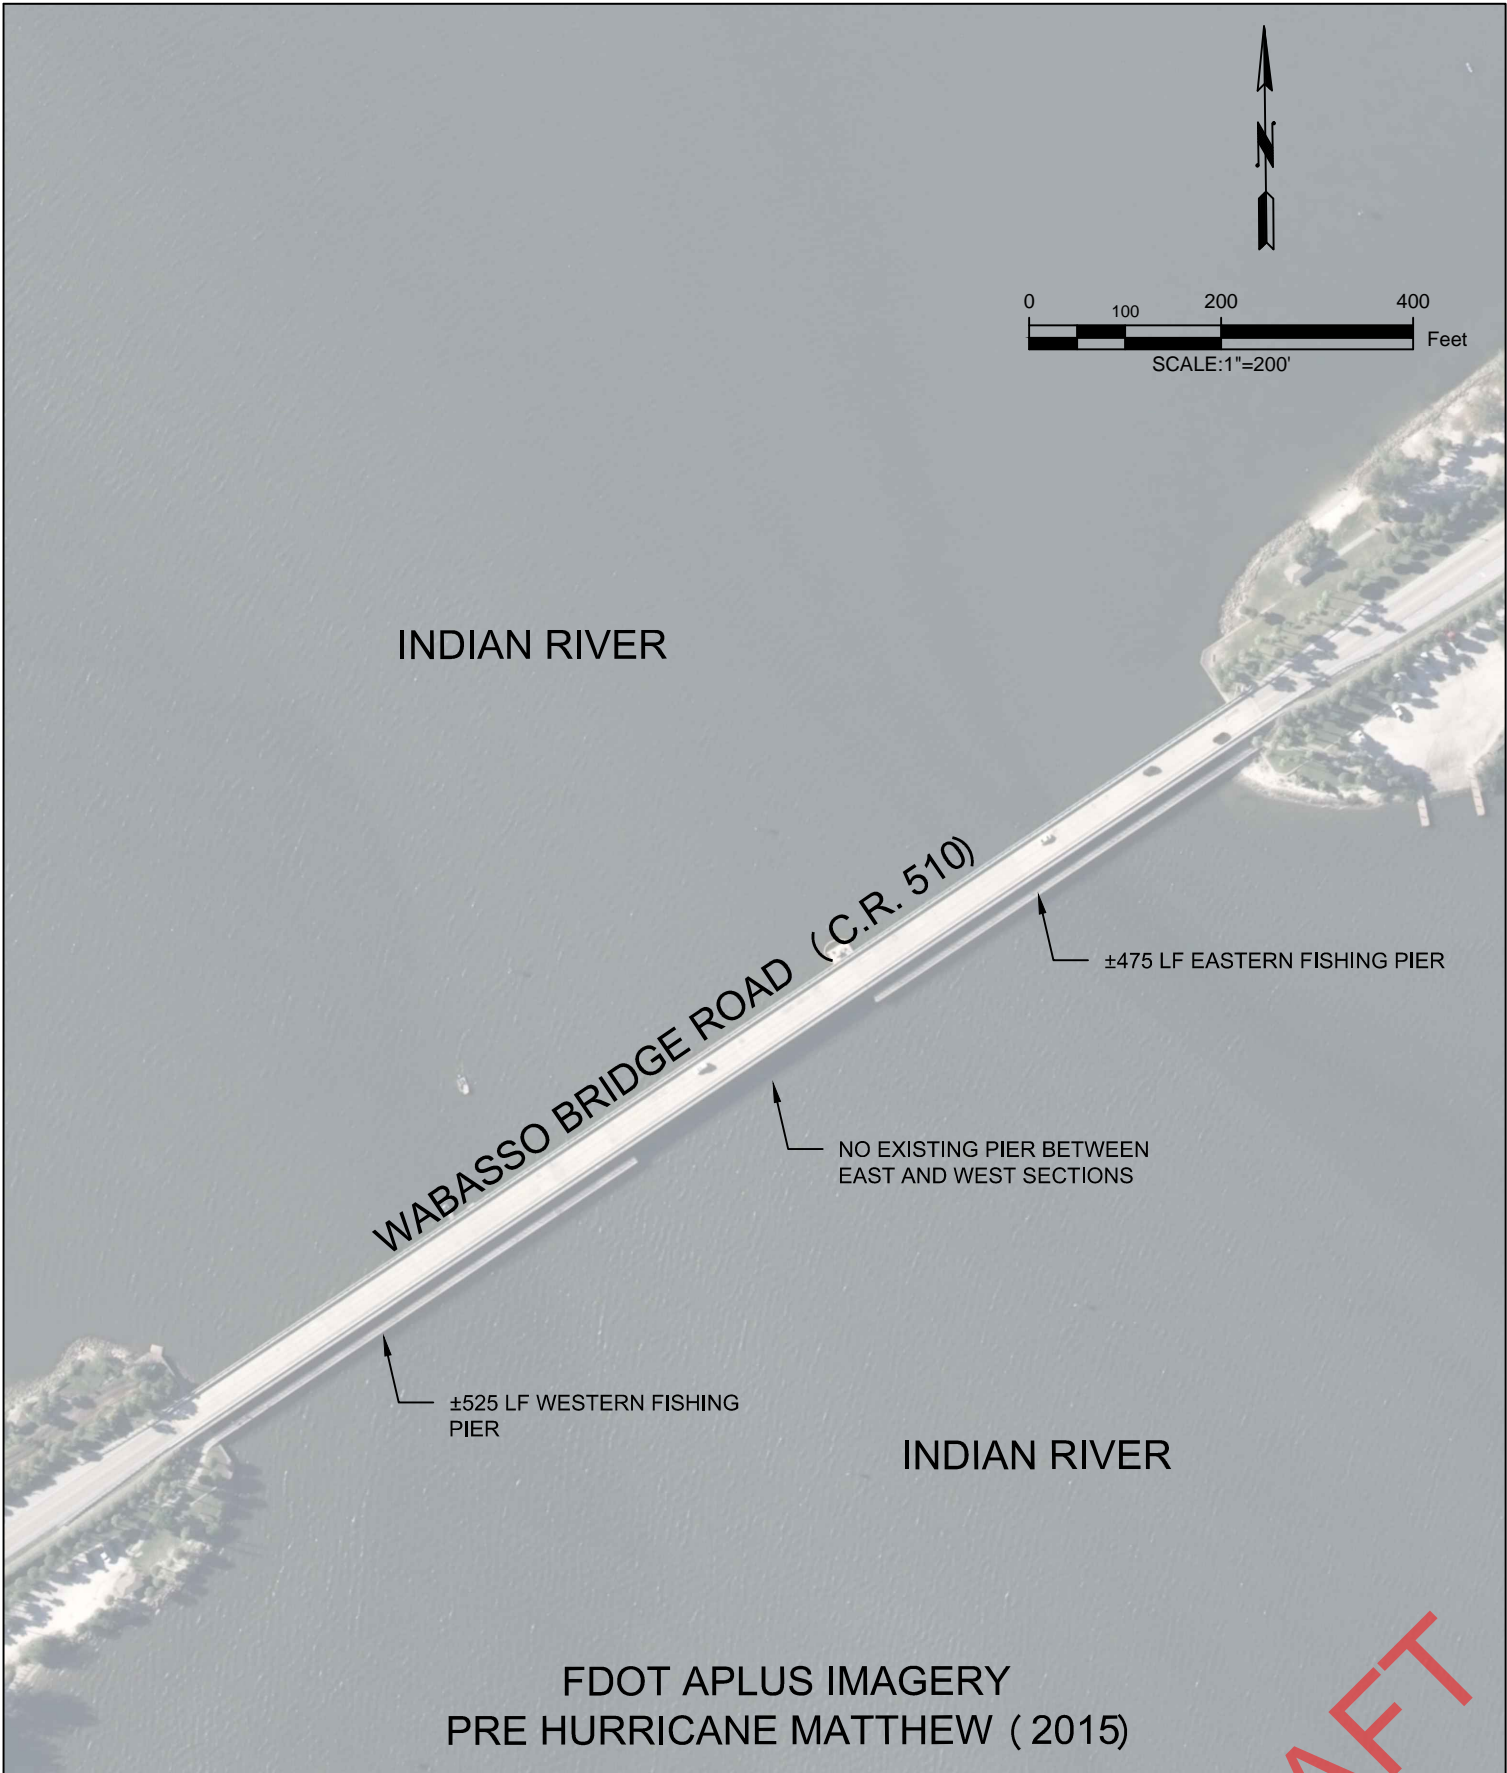 N
0
100
200
400
Feet
SCALE:1"=200'
INDIAN RIVER
WABASSO BRIDGE ROAD ( C.R. 510)
±475 LF EASTERN FISHING PIER
NO EXISTING PIER BETWEEN
EAST AND WEST SECTIONS
±525 LF WESTERN FISHING
PIER
INDIAN RIVER
FDOT APLUS IMAGERY
PRE HURRICANE MATTHEW ( 2015)
AFT